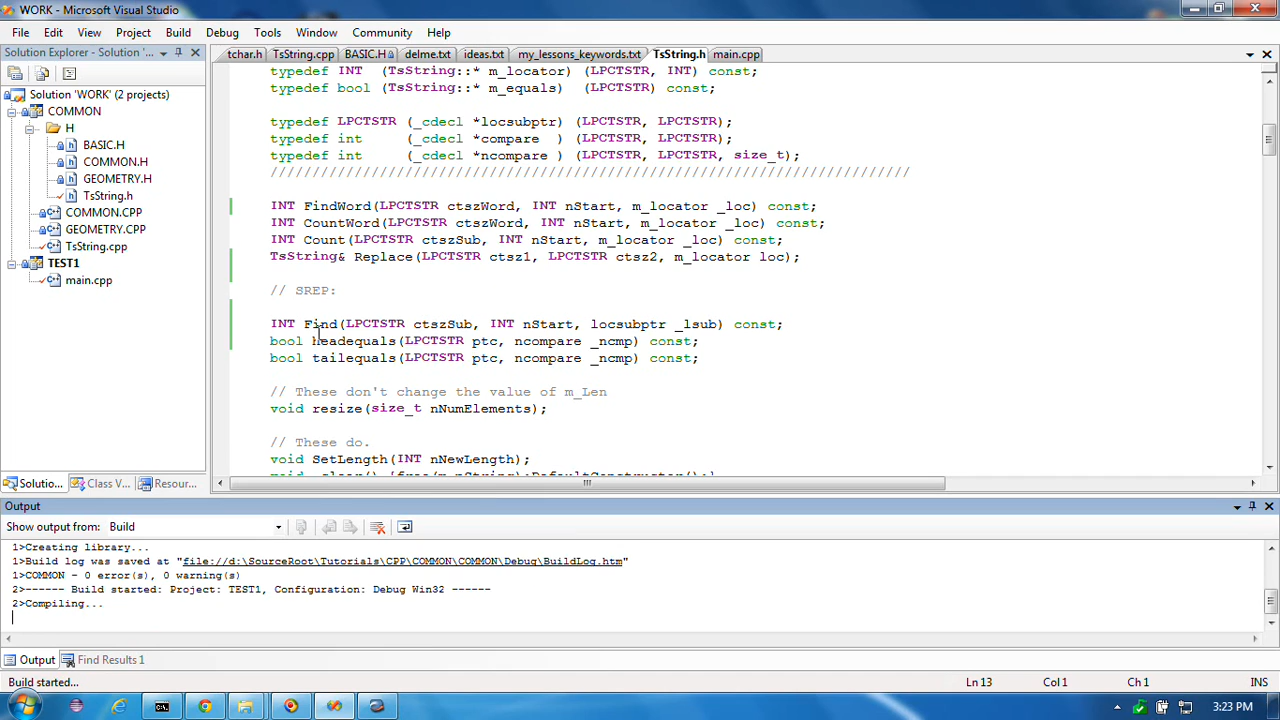 WORK - Microsoft Visual Studio
File Edit View Project Build Debug Tools Window Community Help
Solution Explorer - Solution '...
tchar.h TsString.cpp BASIC.H delme.txt ideas.txt my_lessons_keywords.txt TsString.h main.cpp
Solution 'WORK' (2 projects)
COMMON
H
BASIC.H
COMMON.H
GEOMETRY.H
TsString.h
COMMON.CPP
GEOMETRY.CPP
TsString.cpp
TEST1
main.cpp
Solutio... Class V... Resour...
typedef INT (TsString::* m_locator) (LPCTSTR, INT) const;
typedef bool (TsString::* m_equals) (LPCTSTR) const;
typedef LPCTSTR (_cdecl *locsubptr) (LPCTSTR, LPCTSTR);
typedef int (_cdecl *compare ) (LPCTSTR, LPCTSTR);
typedef int (_cdecl *ncompare ) (LPCTSTR, LPCTSTR, size_t);
////////////////////////////////////////////////////////////////////////////
INT FindWord(LPCTSTR ctszWord, INT nStart, m_locator _loc) const;
INT CountWord(LPCTSTR ctszWord, INT nStart, m_locator _loc) const;
INT Count(LPCTSTR ctszSub, INT nStart, m_locator _loc) const;
TsString& Replace(LPCTSTR ctsz1, LPCTSTR ctsz2, m_locator loc);
// SREP:
INT Find(LPCTSTR ctszSub, INT nStart, locsubptr _lsub) const;
bool headequals(LPCTSTR ptc, ncompare _ncmp) const;
bool tailequals(LPCTSTR ptc, ncompare _ncmp) const;
// These don't change the value of m_Len
void resize(size_t nNumElements);
// These do.
void SetLength(INT nNewLength);
Output
Show output from: Build
1>Creating library...
1>Build log was saved at "file://d:\SourceRoot\Tutorials\CPP\COMMON\COMMON\Debug\BuildLog.htm"
1>COMMON - 0 error(s), 0 warning(s)
2>------ Build started: Project: TEST1, Configuration: Debug Win32 ------
2>Compiling...
Output Find Results 1
Build started... Ln 13 Col 1 Ch 1 INS
3:23 PM